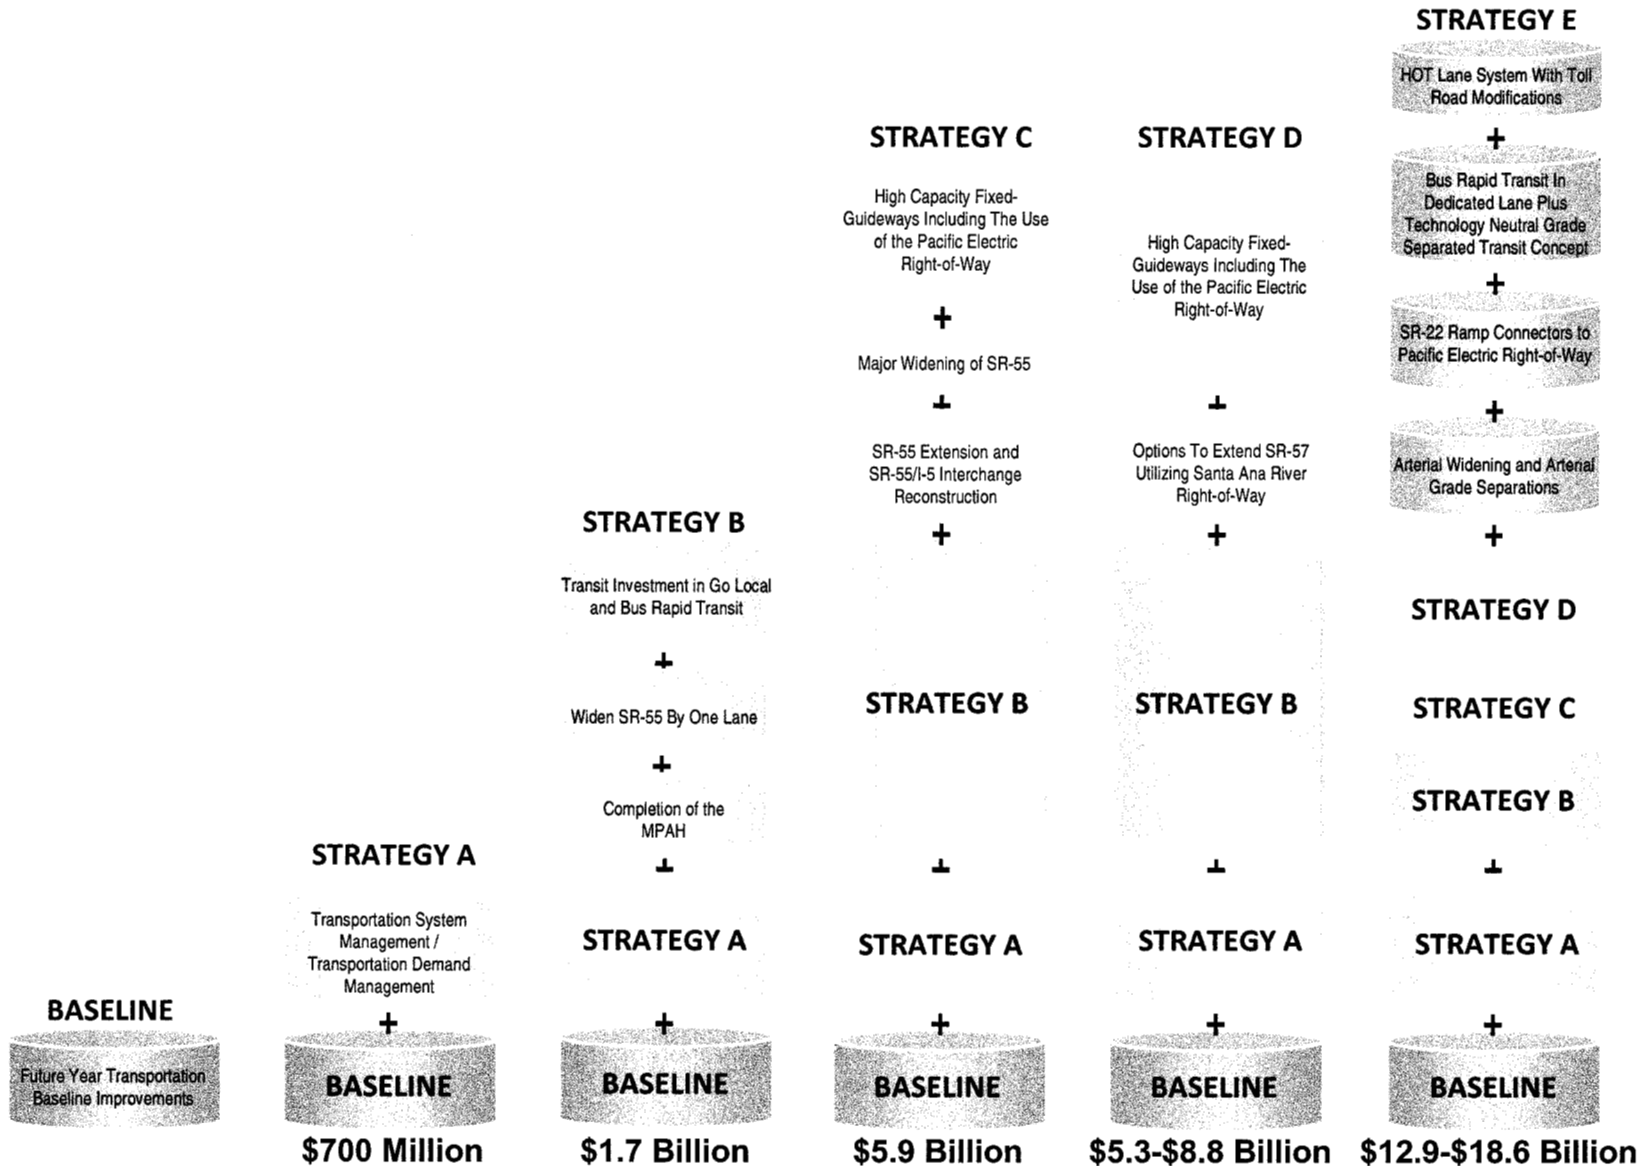 BASELINE
Future Year Transportation
Baseline Improvements
STRATEGY A
Transportation System
Management /
Transportation Demand
Management
+
BASELINE
$700 Million
STRATEGY B
Transit Investment in Go Local
and Bus Rapid Transit
+
Widen SR-55 By One Lane
+
Completion of the
MPAH
+
STRATEGY A
+
BASELINE
$1.7 Billion
STRATEGY C
High Capacity Fixed-
Guideways Including The Use
of the Pacific Electric
Right-of-Way
+
Major Widening of SR-55
+
SR-55 Extension and
SR-55/I-5 Interchange
Reconstruction
+
STRATEGY B
+
STRATEGY A
+
BASELINE
$5.9 Billion
STRATEGY D
High Capacity Fixed-
Guideways Including The
Use of the Pacific Electric
Right-of-Way
+
Options To Extend SR-57
Utilizing Santa Ana River
Right-of-Way
+
STRATEGY B
+
STRATEGY A
+
BASELINE
$5.3-$8.8 Billion
STRATEGY E
HOT Lane System With Toll
Road Modifications
+
Bus Rapid Transit In
Dedicated Lane Plus
Technology Neutral Grade
Separated Transit Concept
+
SR-22 Ramp Connectors to
Pacific Electric Right-of-Way
+
Arterial Widening and Arterial
Grade Separations
+
STRATEGY D
STRATEGY C
STRATEGY B
+
STRATEGY A
+
BASELINE
$12.9-$18.6 Billion